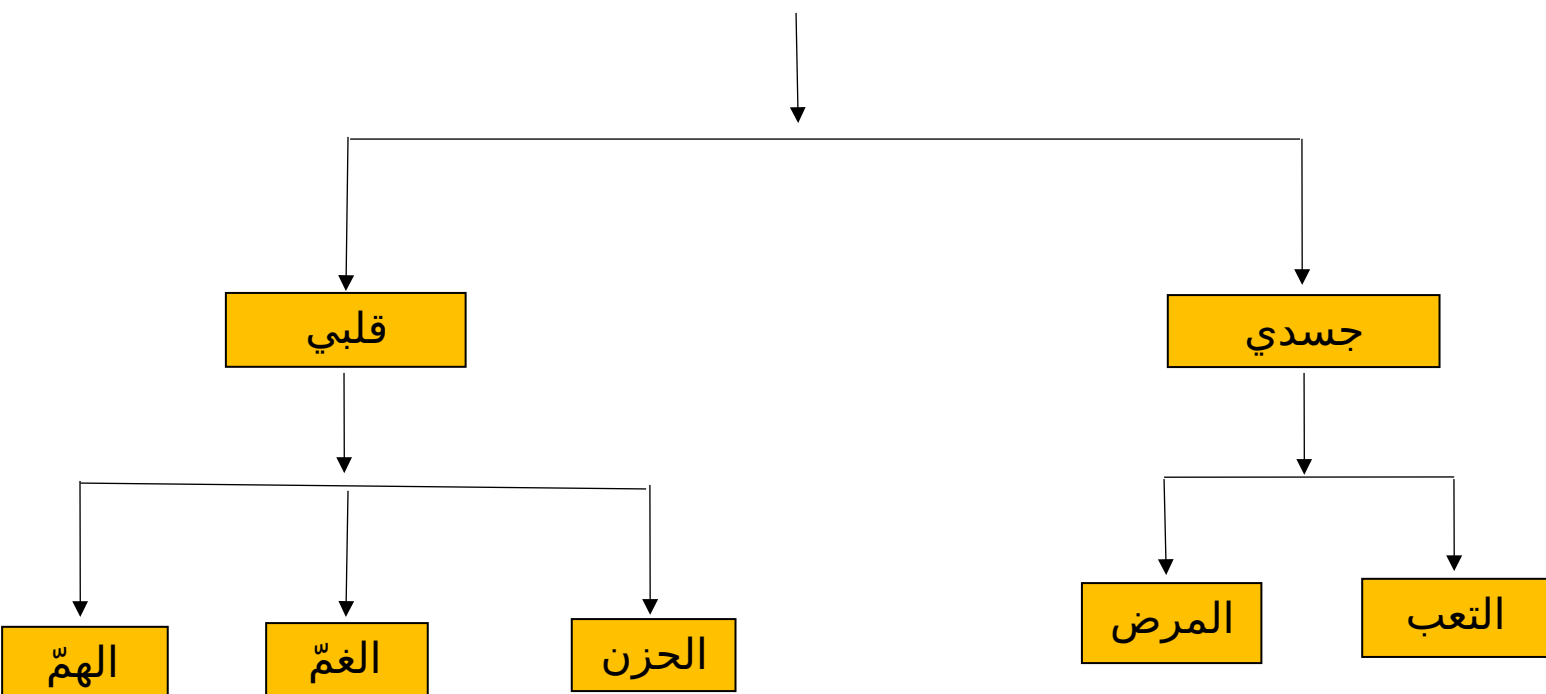 جسدي
قلبي
التعب
المرض
الحزن
الغمّ
الهمّ